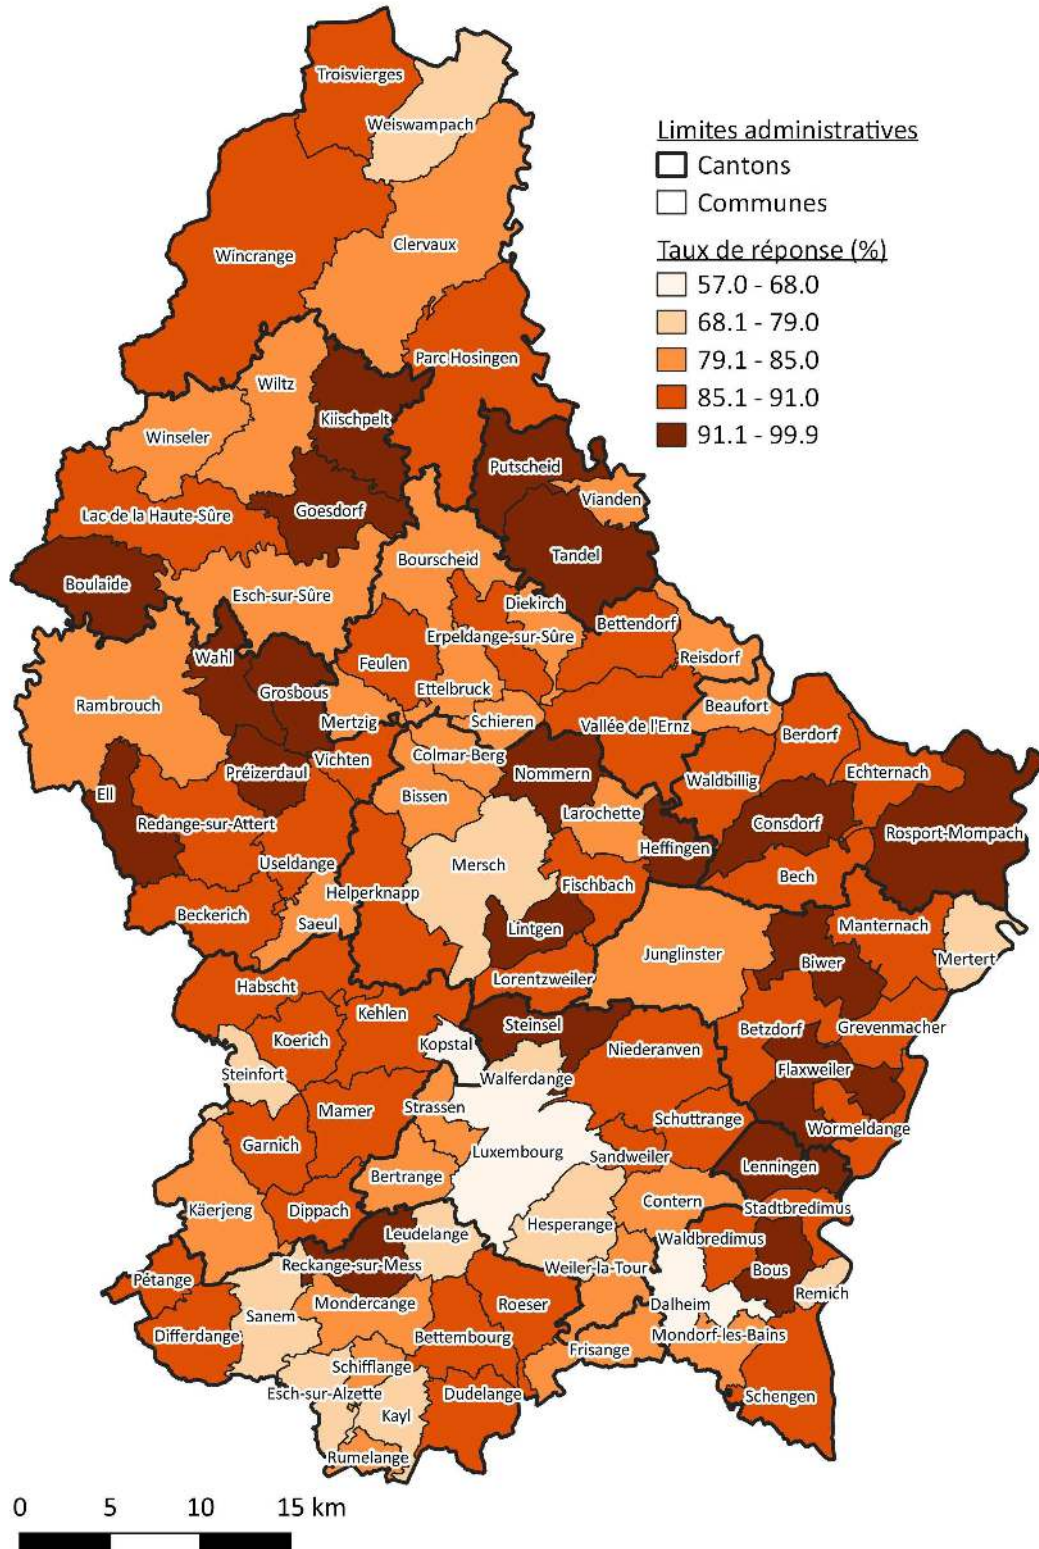 Troisvierges
Weiswampach
Limites administratives
Cantons
Communes
Clervaux
Wincrange
Taux de réponse (%)
57.0 - 68.0
68.1 - 79.0
79.1 - 85.0
85.1 - 91.0
91.1 - 99.9
Parc Hosingen
Wiltz
Kiischpelt
Winseler
Putscheid
Vianden
Goesdorf
Lac de la Haute-Sûre
Tandel
Bourscheid
Boulaide
Esch-sur-Sûre
Diekirch
Bettendorf
Erpeldange-sur-Sûre
Reisdorf
Wahl
Feulen
Grosbous
Ettelbruck
Rambrouch
Beaufort
Mertzig
Schieren
Vallée de l'Ernz
Berdorf
Colmar-Berg
Vichten
Préizerdaul
Nommern
Echternach
Waldbillig
Ell
Bissen
Larochette
Redange-sur-Attert
Consdorf
Rosport-Mompach
Heffingen
Useldange
Mersch
Bech
Fischbach
Helperknapp
Beckerich
Saeul
Manternach
Lintgen
Junglinster
Mertert
Biwer
Lorentzweiler
Habscht
Kehlen
Steinsel
Betzdorf
Grevenmacher
Koerich
Kopstal
Niederanven
Flaxweiler
Steinfort
Walferdange
Strassen
Mamer
Schuttrange
Wormeldange
Garnich
Luxembourg
Sandweiler
Lenningen
Bertrange
Contern
Stadtbredimus
Käerjeng
Dippach
Hesperange
Leudelange
Waldbredimus
Reckange-sur-Mess
Weiler-la-Tour
Bous
Pétange
Remich
Mondercange
Roeser
Dalheim
Sanem
Differdange
Bettembourg
Mondorf-les-Bains
Frisange
Schifflange
Esch-sur-Alzette
Dudelange
Schengen
Kayl
Rumelange
0 5 10 15 km